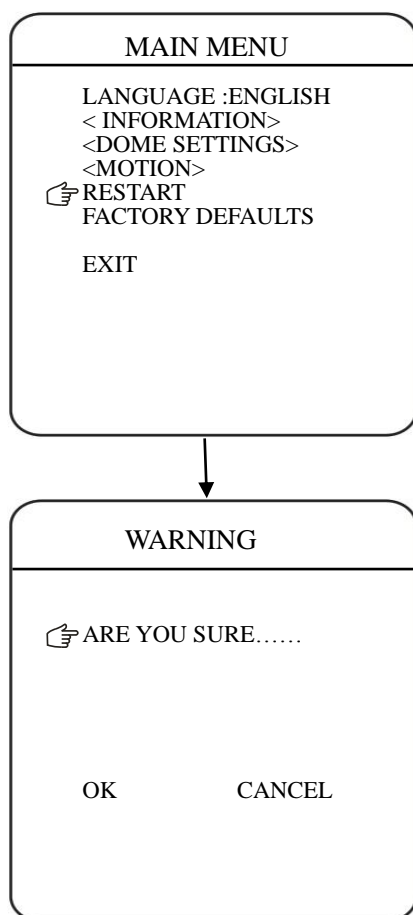 MAIN MENU
LANGUAGE :ENGLISH
< INFORMATION>
<DOME SETTINGS>
<MOTION>
RESTART
FACTORY DEFAULTS
EXIT
WARNING
ARE YOU SURE……
OK CANCEL